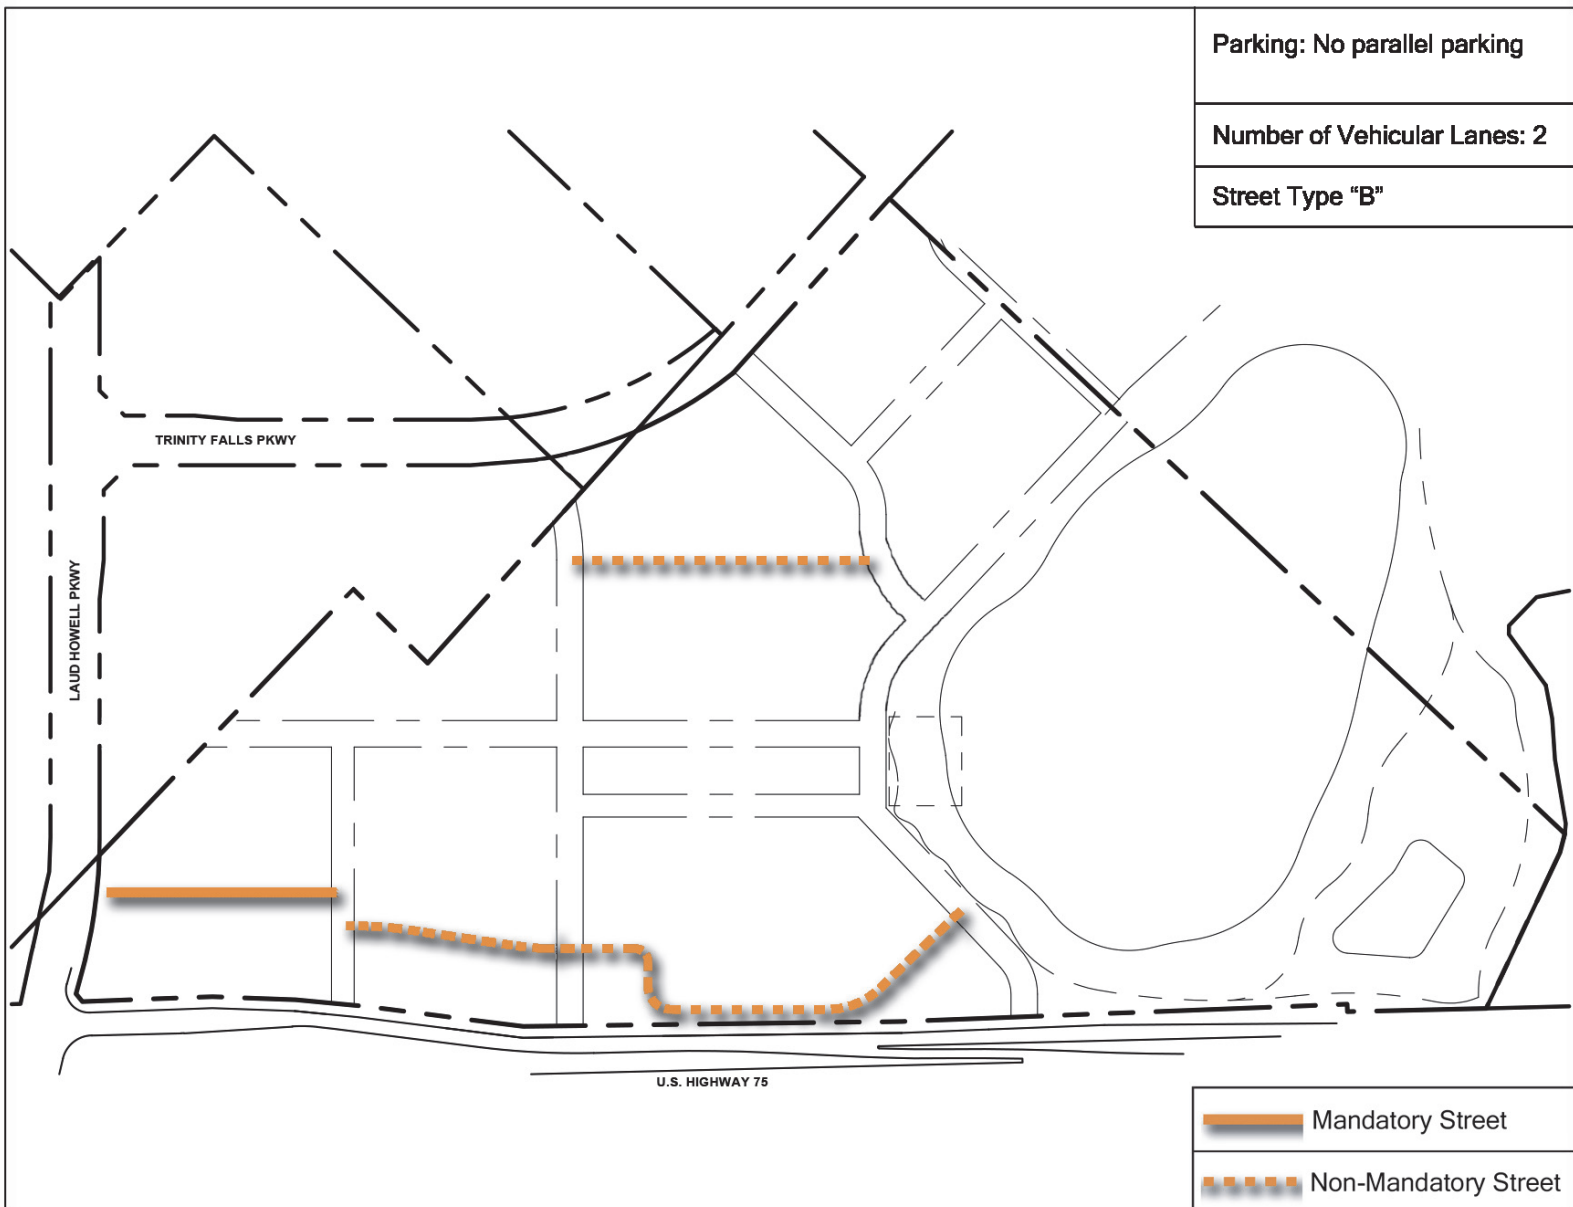 Parking: No parallel parking
Number of Vehicular Lanes: 2
Street Type “B”
TRINITY FALLS PKWY
LAUD HOWELL PKWY
U.S. HIGHWAY 75
Mandatory Street
Non-Mandatory Street